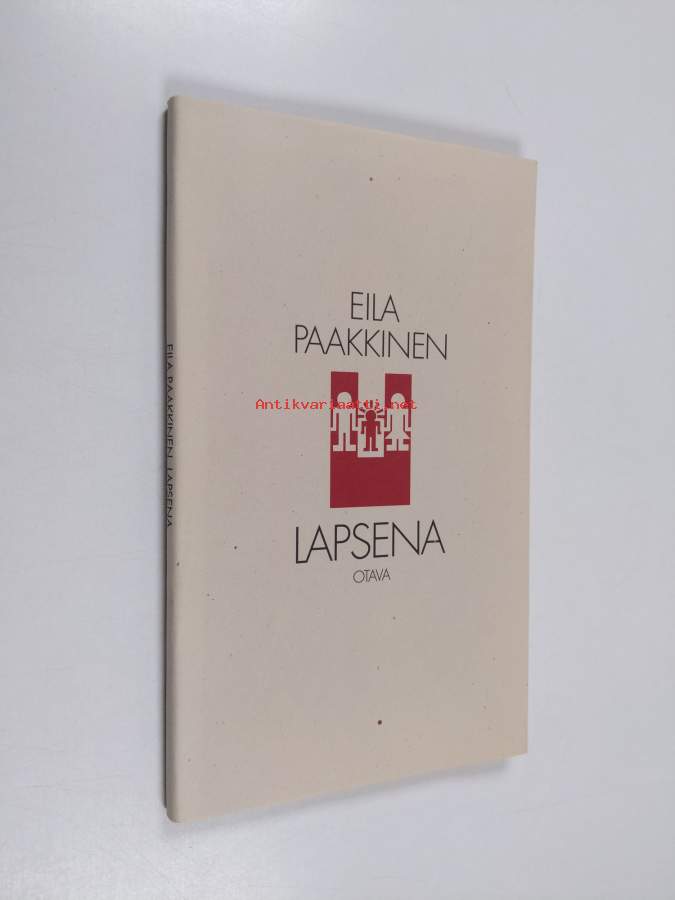 EILA
PAAKKINEN
Antikvariaatti.net
LAPSENA
OTAVA
EILA PAAKKINEN LAPSENA